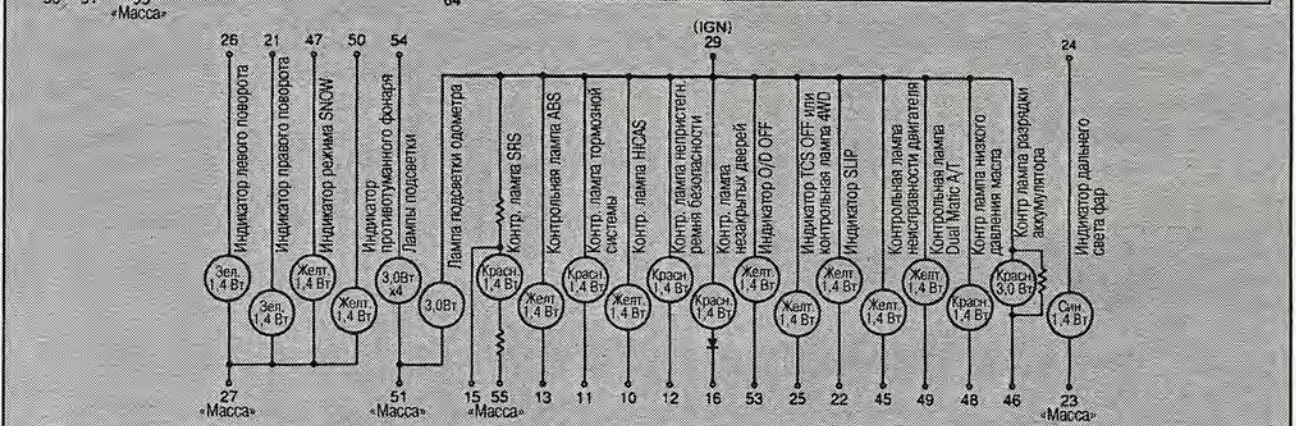 «Масса»
64
26
21
47
50
54
(IGN)
29
24
Индикатор левого поворота
Индикатор правого поворота
Индикатор режима SNOW
Индикатор
противотуманного фонаря
Лампы подсветки
Лампа подсветки одометра
Контр. лампа SRS
Контрольная лампа ABS
Контр. лампа тормозной
системы
Контр. лампа HICAS
Контр. лампа непристегн.
ремня безопасности
Контр. лампа
незакрытых дверей
Индикатор O/D OFF
Индикатор TCS OFF или
контрольная лампа 4WD
Индикатор SLIP
Контрольная лампа
неисправности двигателя
Контрольная лампа
Dual Matic A/T
Контр лампа низкого
давления масла
Контр лампа разрядки
аккумулятора
Индикатор дальнего
света фар
Зел.
1,4 Вт
Зел.
1,4 Вт
Желт.
1,4 Вт
Желт.
1,4 Вт
3,0Вт
x4
3,0Вт
Красн.
1,4 Вт
Желт.
1,4 Вт
Красн.
1,4 Вт
Желт.
1,4 Вт
Красн.
1,4 Вт
Красн.
1,4 Вт
Желт.
1,4 Вт
Желт.
1,4 Вт
Желт.
1,4 Вт
Желт.
1,4 Вт
Желт.
1,4 Вт
Красн.
1,4 Вт
Красн
3,0 Вт
Син.
1,4 Вт
27
«Масса»
51
«Масса»
15
55
«Масса»
13
11
10
12
16
53
25
22
45
49
48
46
23
«Масса»